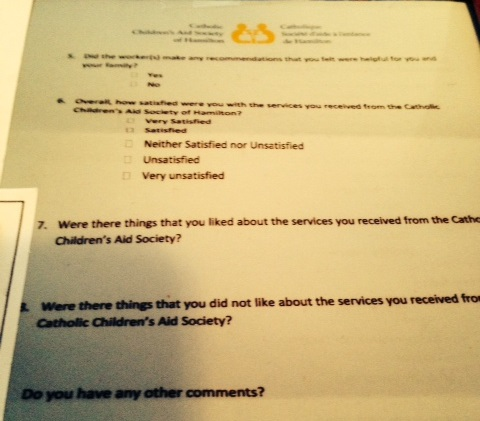 Catholic Children's Aid Society of Hamilton
Catholique Société d'aide à l'enfance de Hamilton
5. Did the worker(s) make any recommendations that you felt were helpful for you and
your family?
Yes
No
6. Overall, how satisfied were you with the services you received from the Catholic
Children's Aid Society of Hamilton?
Very Satisfied
Satisfied
Neither Satisfied nor Unsatisfied
Unsatisfied
Very unsatisfied
7. Were there things that you liked about the services you received from the Catho
Children's Aid Society?
8. Were there things that you did not like about the services you received fro
Catholic Children's Aid Society?
Do you have any other comments?